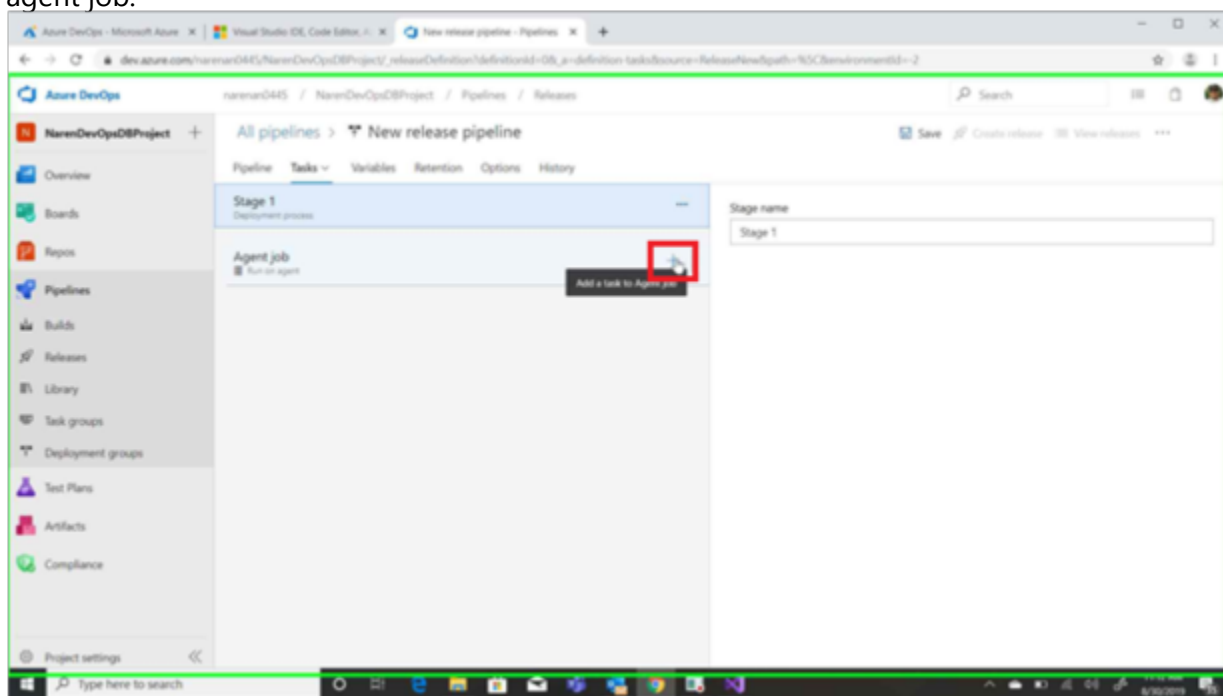 agent job.
Azure DevOps - Microsoft Azure
Visual Studio IDE, Code Editor,
New release pipeline - Pipelines
Azure DevOps
narenan0445 / NarenDevOpsDBProject / Pipelines / Releases
Search
N NarenDevOpsDBProject
All pipelines > New release pipeline
Save Create release View releases ...
Overview
Pipeline Tasks Variables Retention Options History
Boards
Stage 1
Deployment process
Stage name
Stage 1
Repos
Agent job
Run on agent
Add a task to Agent job
Pipelines
Builds
Releases
Library
Task groups
Deployment groups
Test Plans
Artifacts
Compliance
Project settings
Type here to search